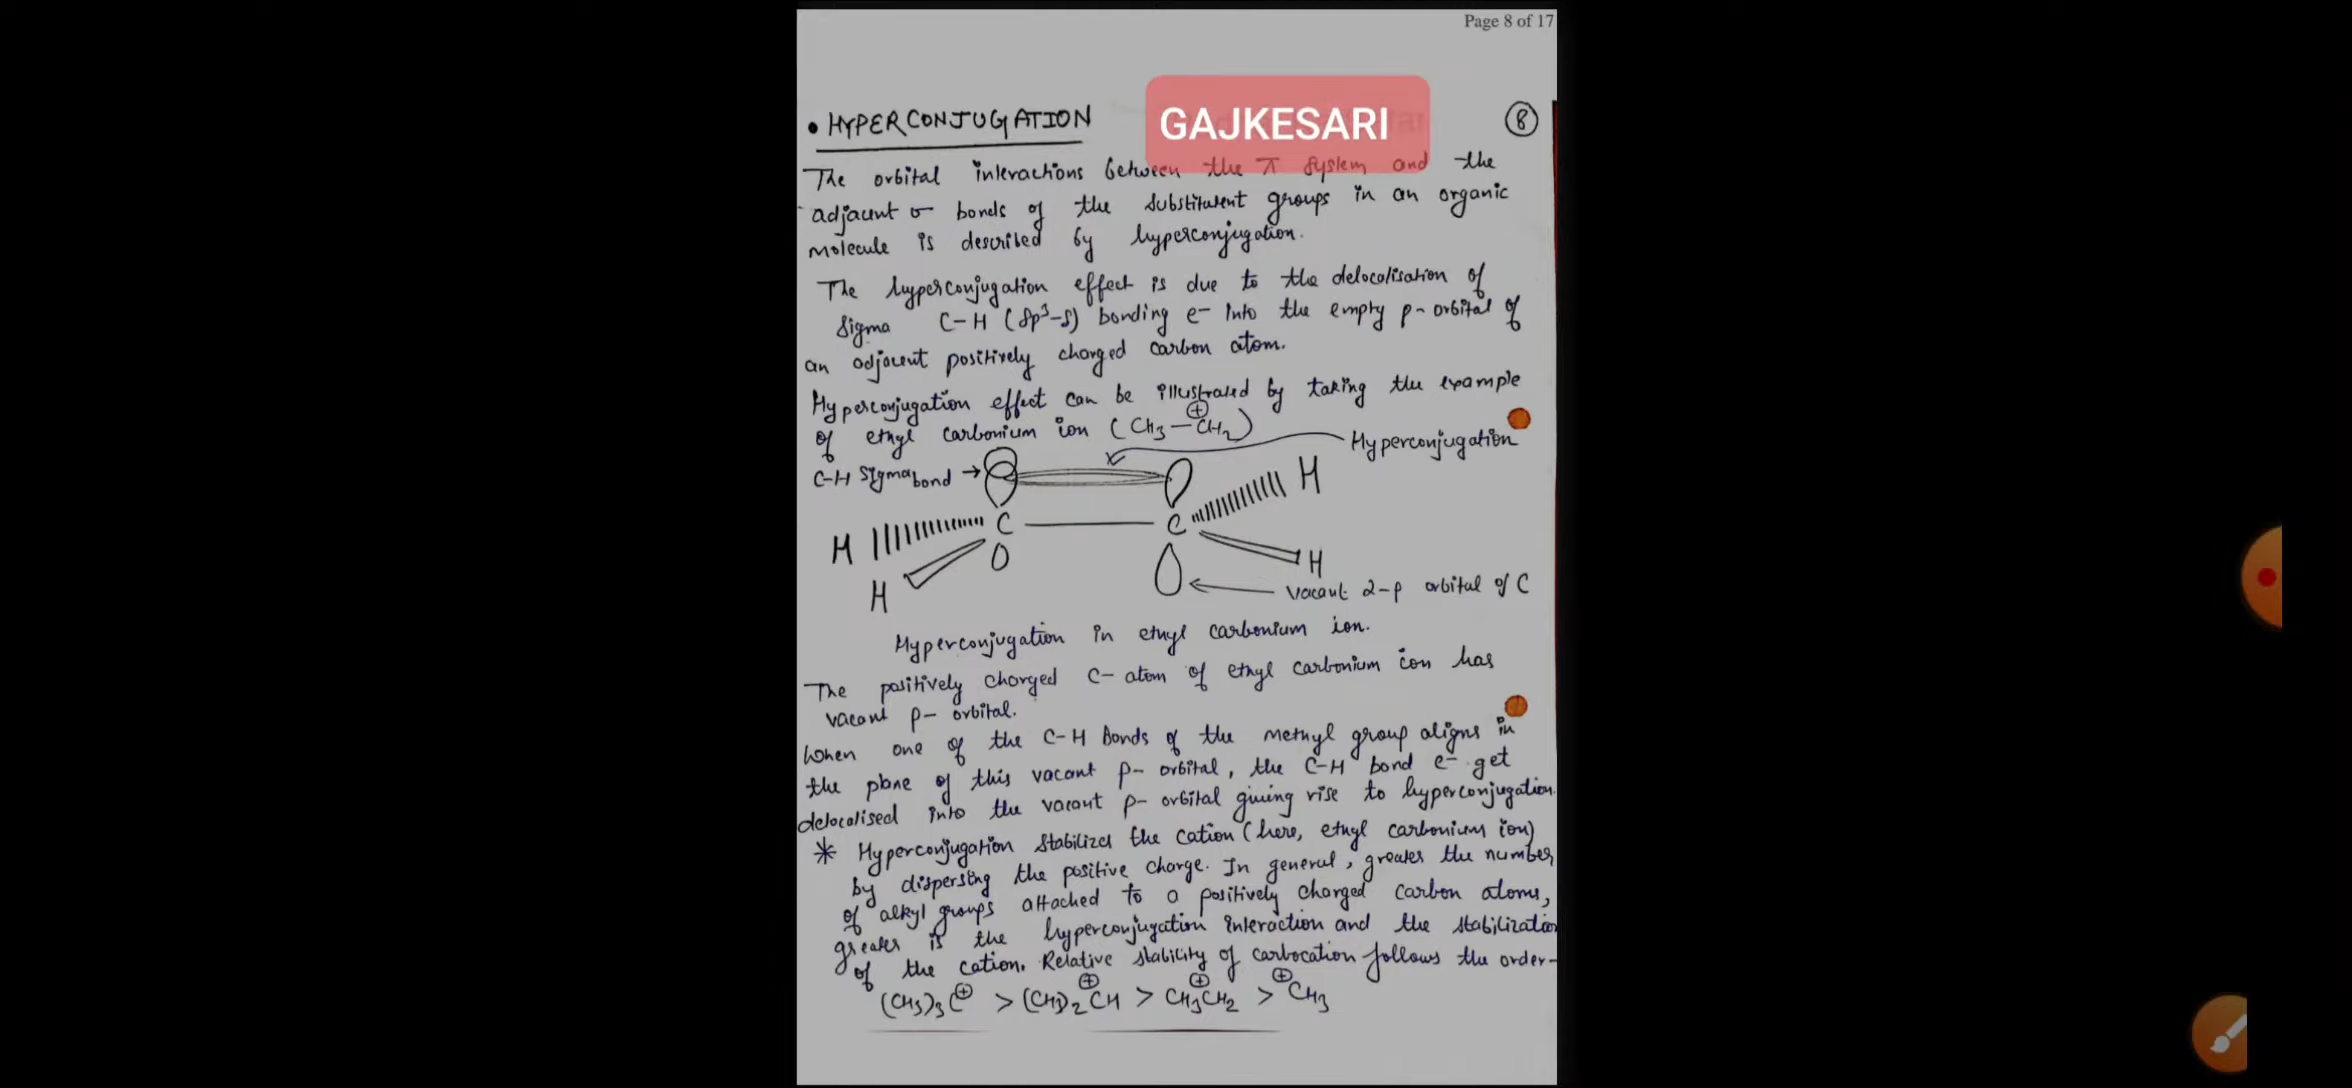 Page 8 of 17
GAJKESARI
• HYPERCONJUGATION
8
The orbital interactions between the π system and the
adjacent σ bonds of the substituent groups in an organic
molecule is described by hyperconjugation.
The hyperconjugation effect is due to the delocalisation of
sigma C-H (sp³-s) bonding e- into the empty p-orbital of
an adjacent positively charged carbon atom.
Hyperconjugation effect can be illustrated by taking the example
of ethyl carbonium ion (CH₃-C⊕H₂)
Hyperconjugation
C-H Sigma bond →
H
C C
H
H
H
vacant 2-p orbital of C
Hyperconjugation in ethyl carbonium ion.
The positively charged C-atom of ethyl carbonium ion has
vacant p- orbital.
When one of the C-H Bonds of the methyl group aligns in
the plane of this vacant p- orbital, the C-H bond e- get
delocalised into the vacant p- orbital giving rise to hyperconjugation.
* Hyperconjugation stabilizes the cation (here, ethyl carbonium ion)
by dispersing the positive charge. In general, greater the number
of alkyl groups attached to a positively charged carbon atoms,
greater is the hyperconjugation interaction and the stabilization
of the cation. Relative stability of carbocation follows the order-
(CH₃)₃C⊕ > (CH₃)₂C⊕H > CH₃C⊕H₂ > ⊕CH₃